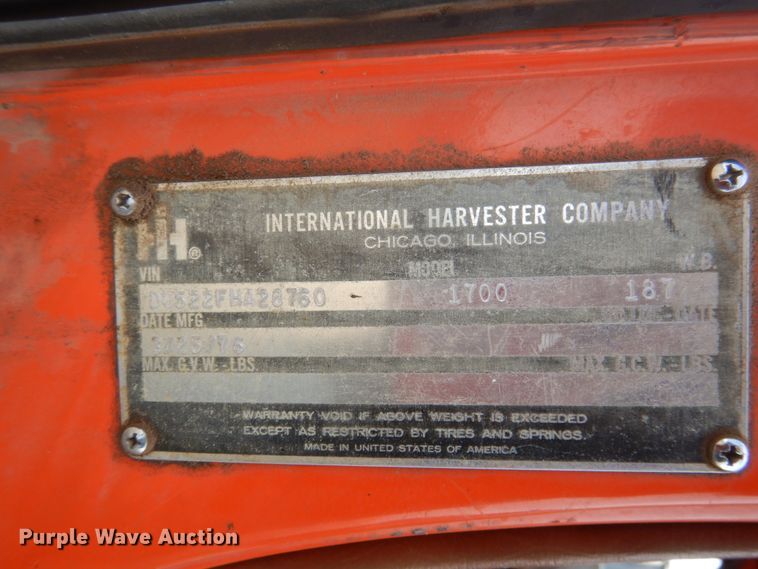 IH®
INTERNATIONAL HARVESTER COMPANY
CHICAGO, ILLINOIS
VIN MODEL W.B.
1700 187
DATE MFG DATE
MAX. G.V.W. -LBS MAX. G.C.W. -LBS.
WARRANTY VOID IF ABOVE WEIGHT IS EXCEEDED
EXCEPT AS RESTRICTED BY TIRES AND SPRINGS.
MADE IN UNITED STATES OF AMERICA
Purple Wave Auction®